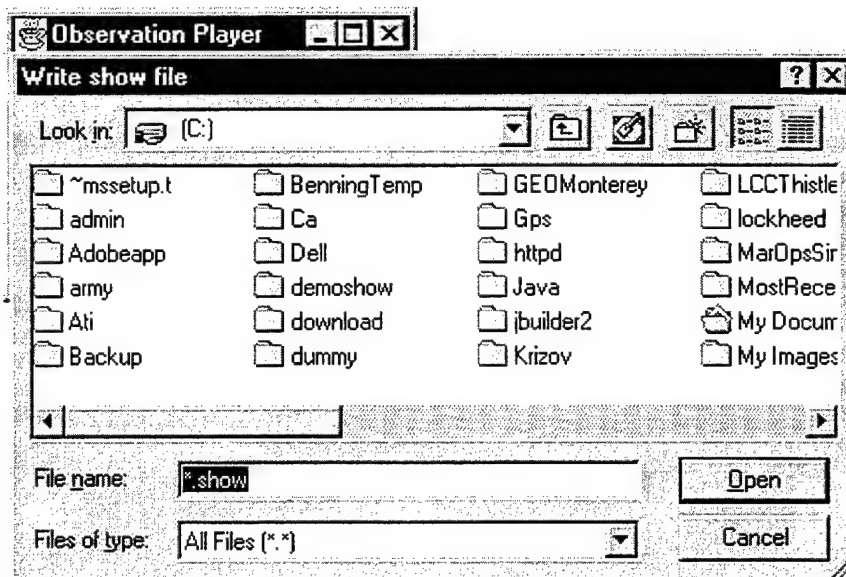 Observation Player
Write show file
Look in: (C:)
~mssetup.t BenningTemp GEOMonterey LCCThistle
admin Ca Gps lockheed
Adobeapp Dell httpd MarOpsSir
army demoshow Java MostRece
Ati download jbuilder2 My Docum
Backup dummy Krizov My Images
File name: *.show Open
Files of type: All Files (*.*) Cancel